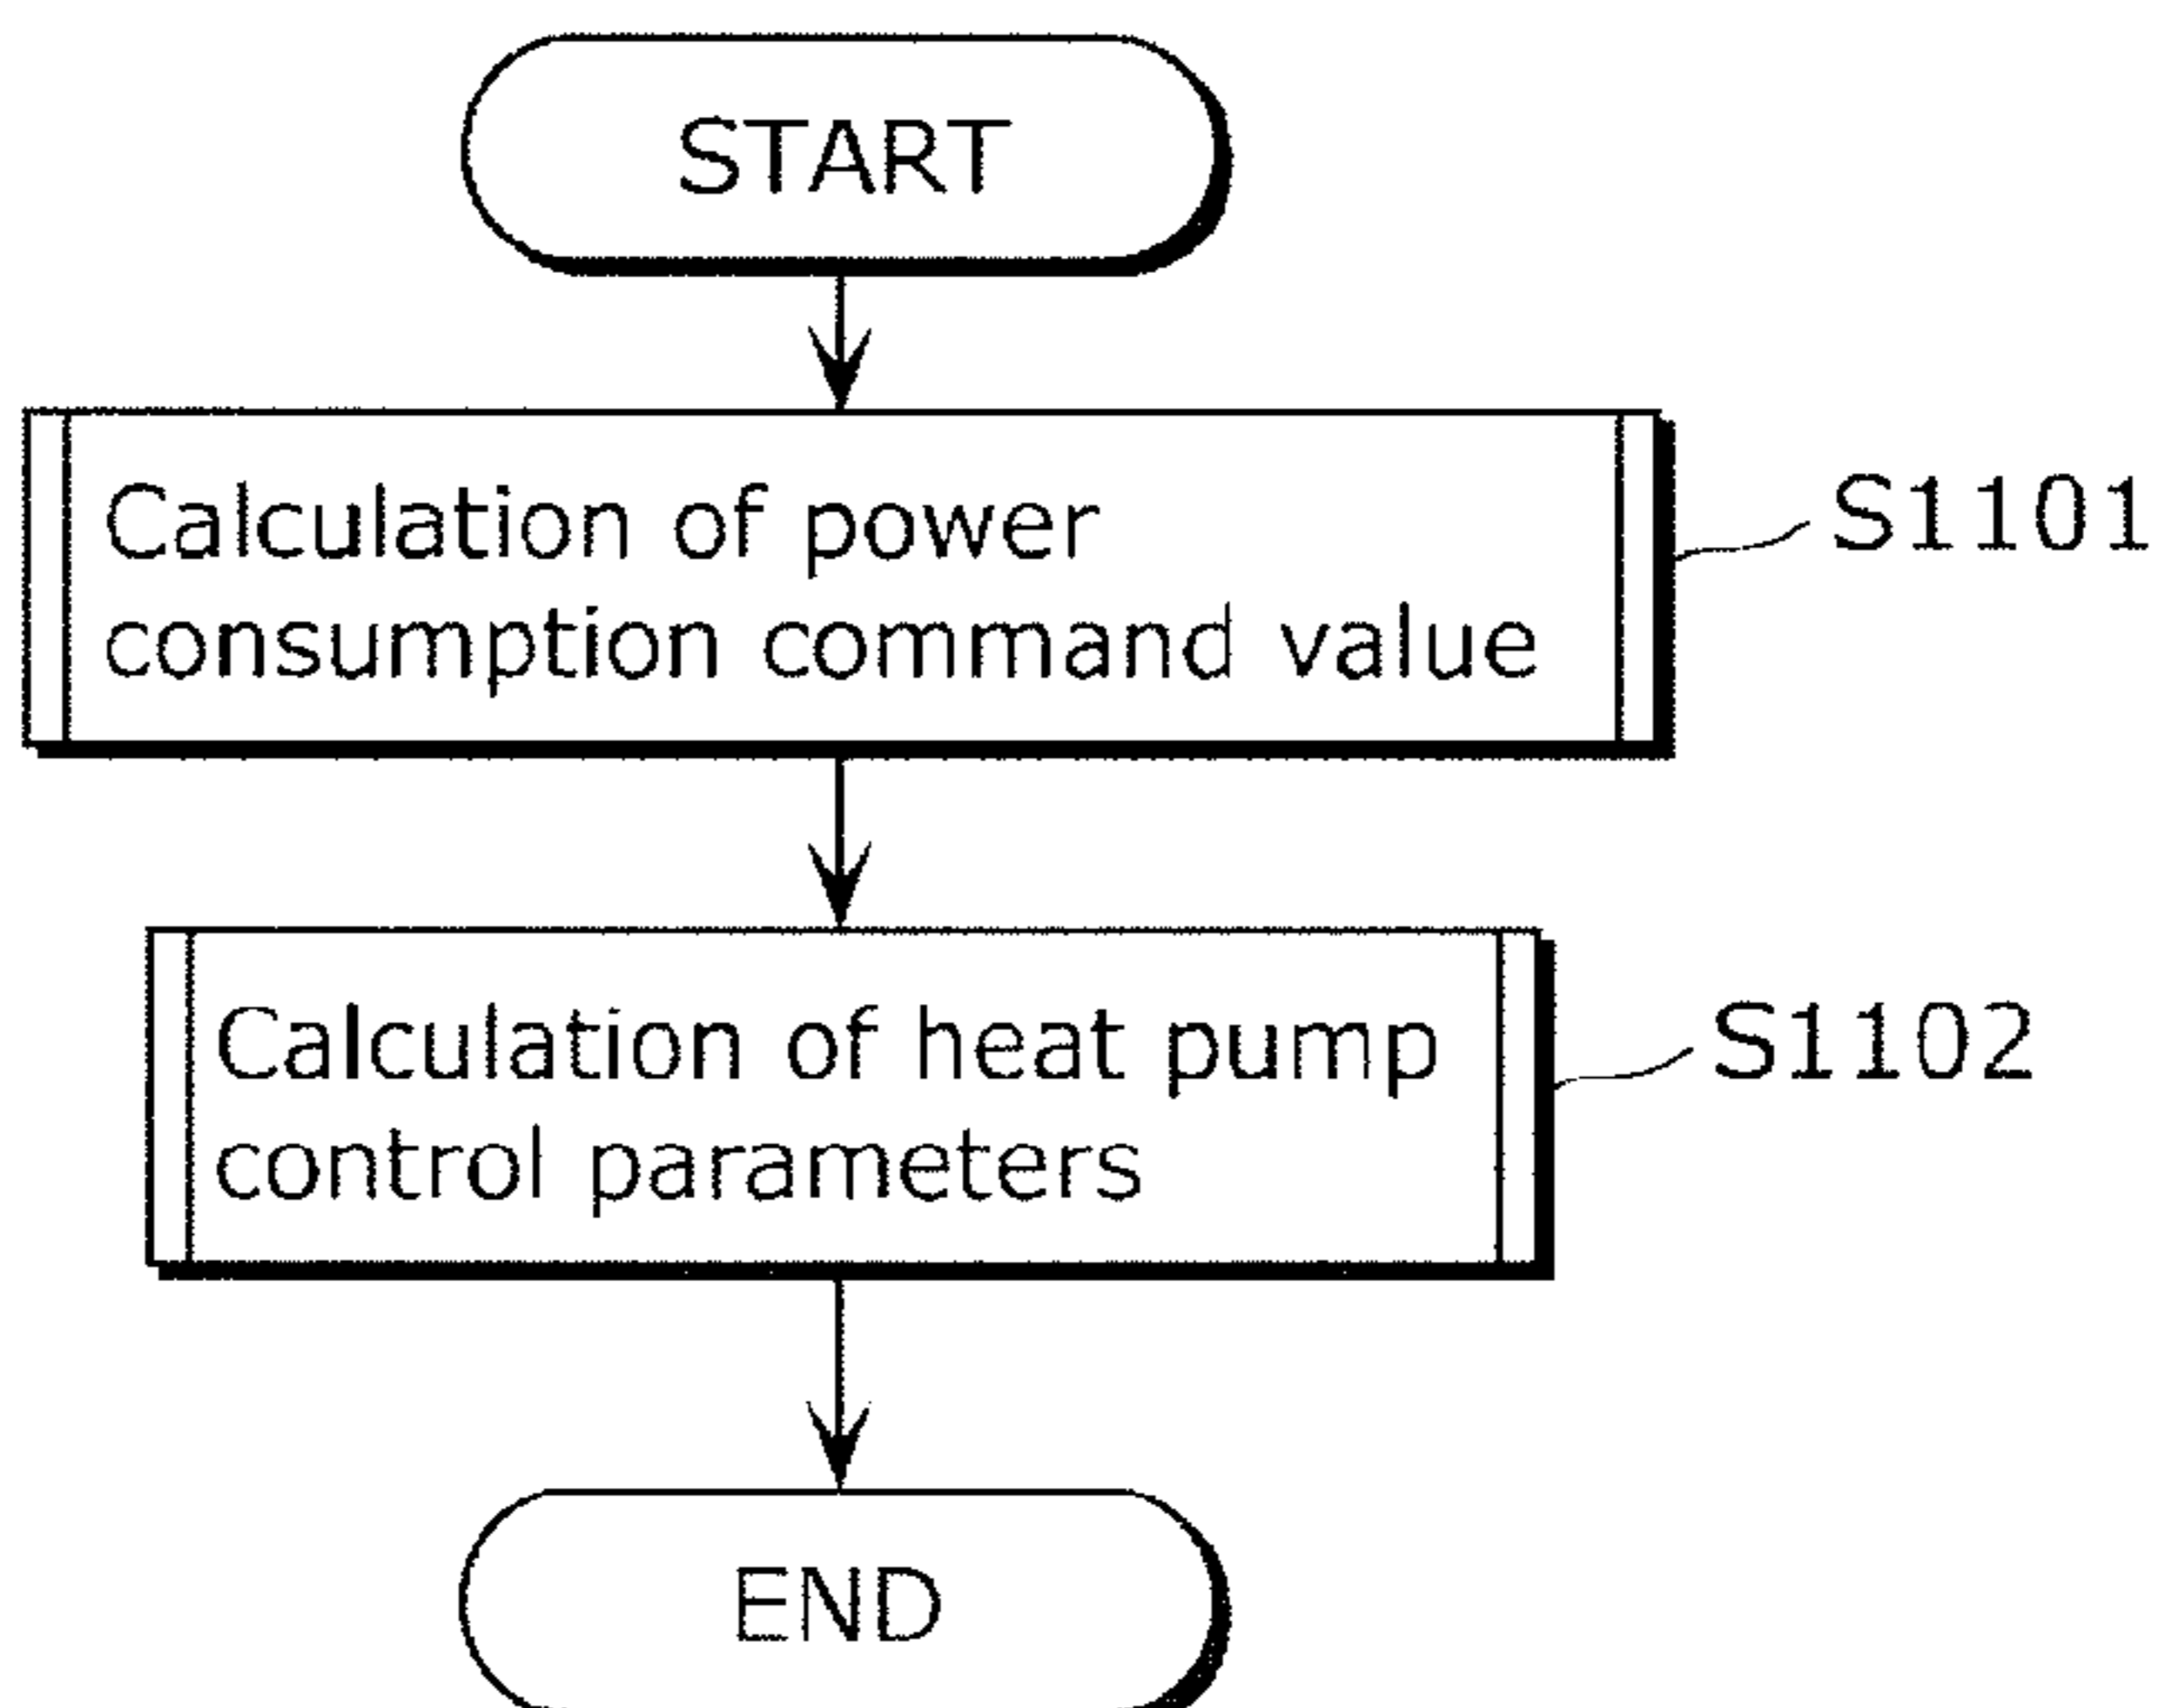 START
Calculation of power
consumption command value
S1101
Calculation of heat pump
control parameters
S1102
END